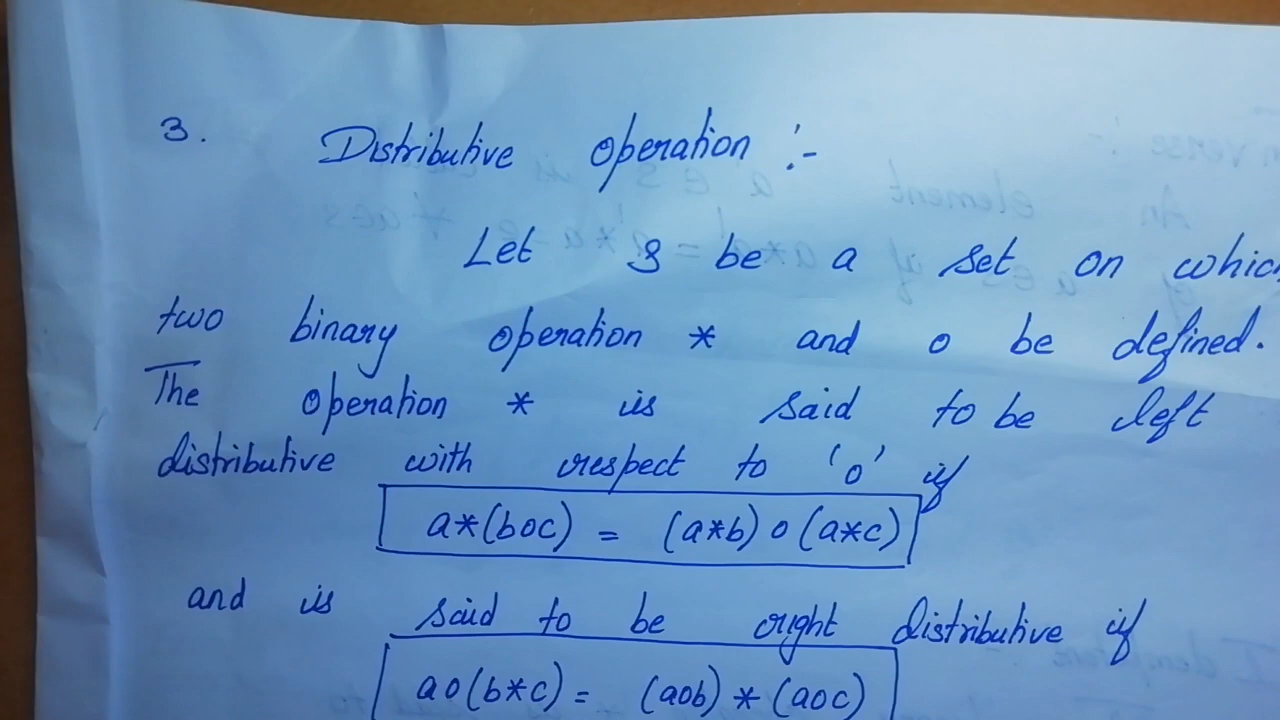 3. Distributive operation :-
Let S be a set on which
two binary operation * and o be defined.
The operation * is said to be left
distributive with respect to 'o' if
a*(boc) = (a*b) o (a*c)
and is said to be right distributive if
ao(b*c) = (aob) * (aoc)